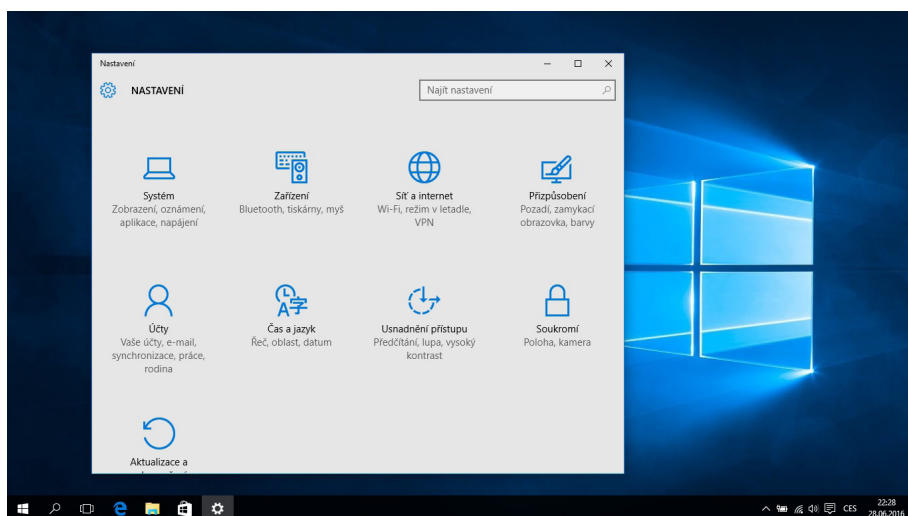 Nastavení
NASTAVENÍ
Najít nastavení
Systém
Zobrazení, oznámení,
aplikace, napájení
Zařízení
Bluetooth, tiskárny, myš
Síť a internet
Wi-Fi, režim v letadle,
VPN
Přizpůsobení
Pozadí, zamykací
obrazovka, barvy
Účty
Vaše účty, e-mail,
synchronizace, práce,
rodina
Čas a jazyk
Řeč, oblast, datum
Usnadnění přístupu
Předčítání, lupa, vysoký
kontrast
Soukromí
Poloha, kamera
Aktualizace a
CES
22:28
28.06.2016